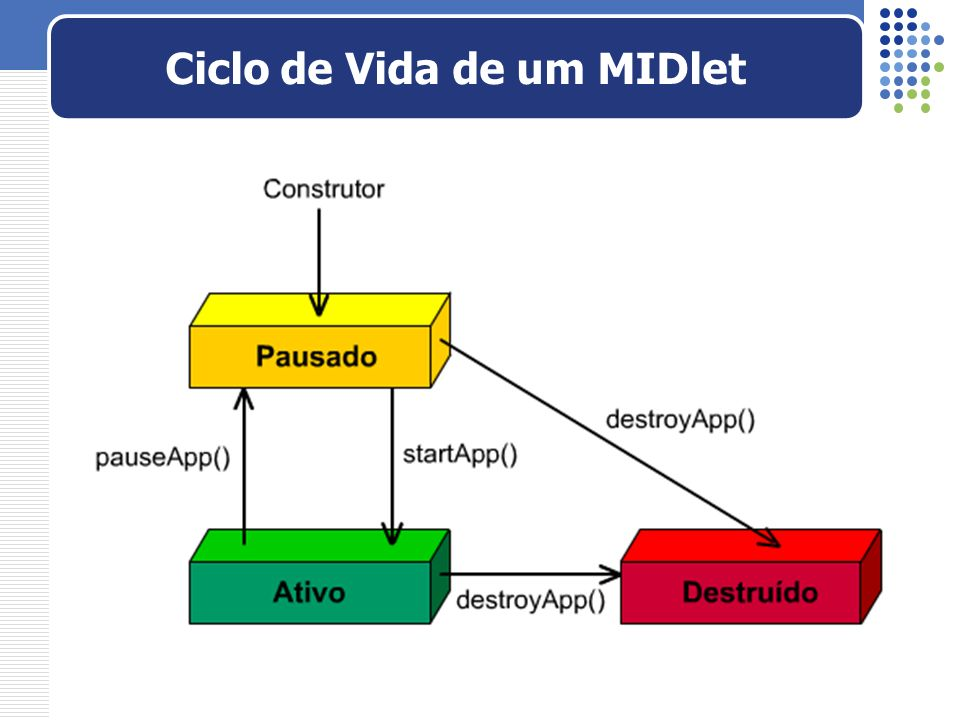 Ciclo de Vida de um MIDlet
Construtor
Pausado
destroyApp()
pauseApp()
startApp()
Ativo
destroyApp()
Destruído